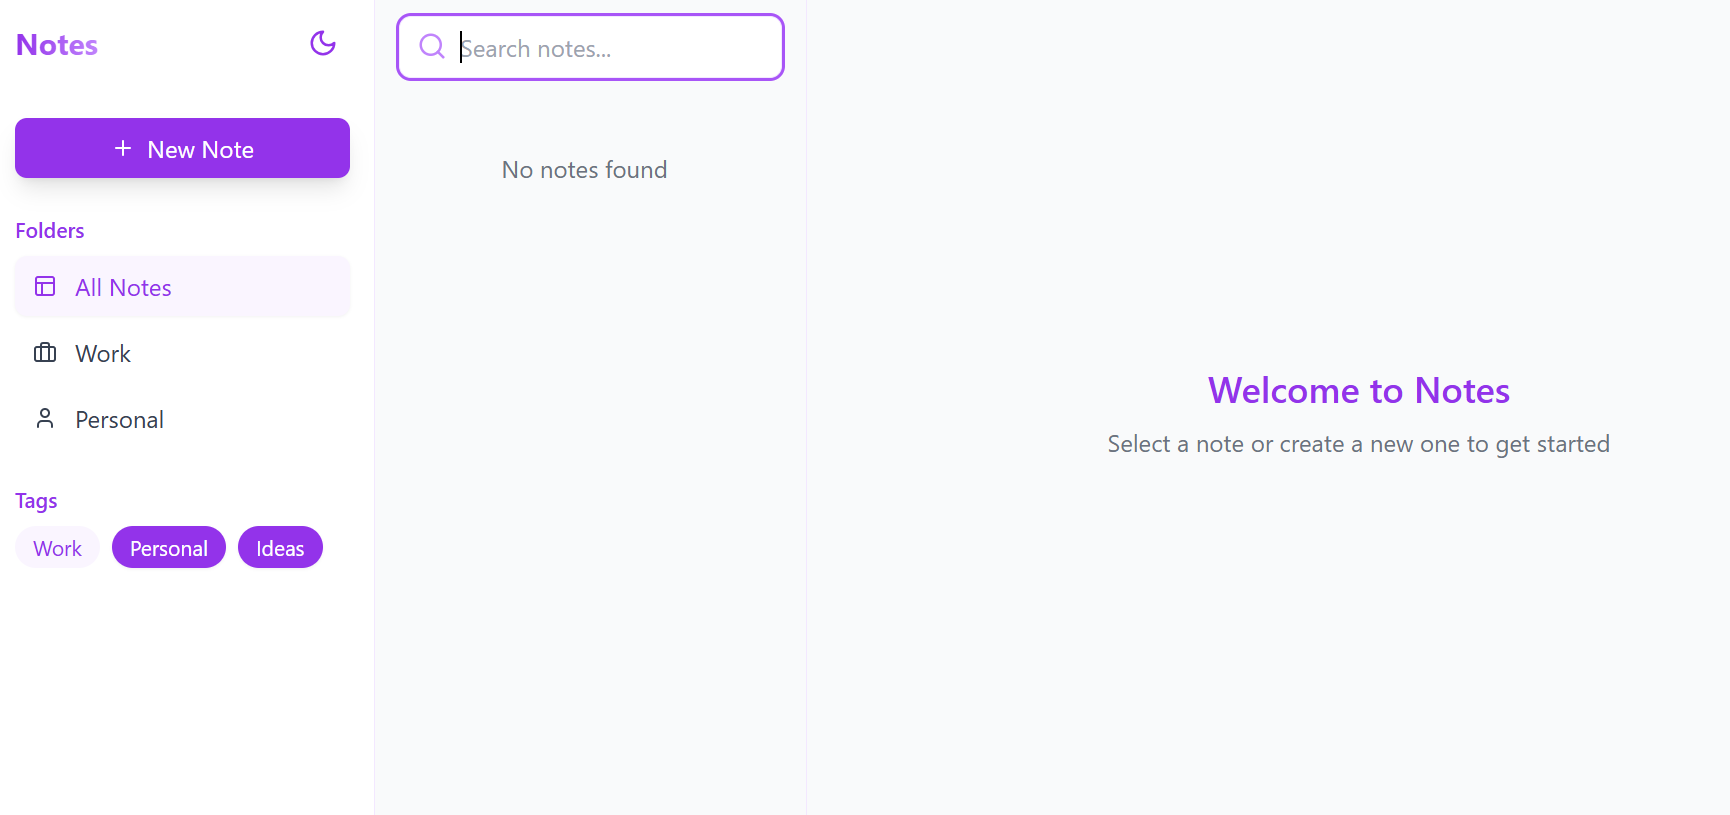 Notes
New Note
Folders
All Notes
Work
Personal
Tags
Work Personal Ideas
Search notes...
No notes found
Welcome to Notes
Select a note or create a new one to get started